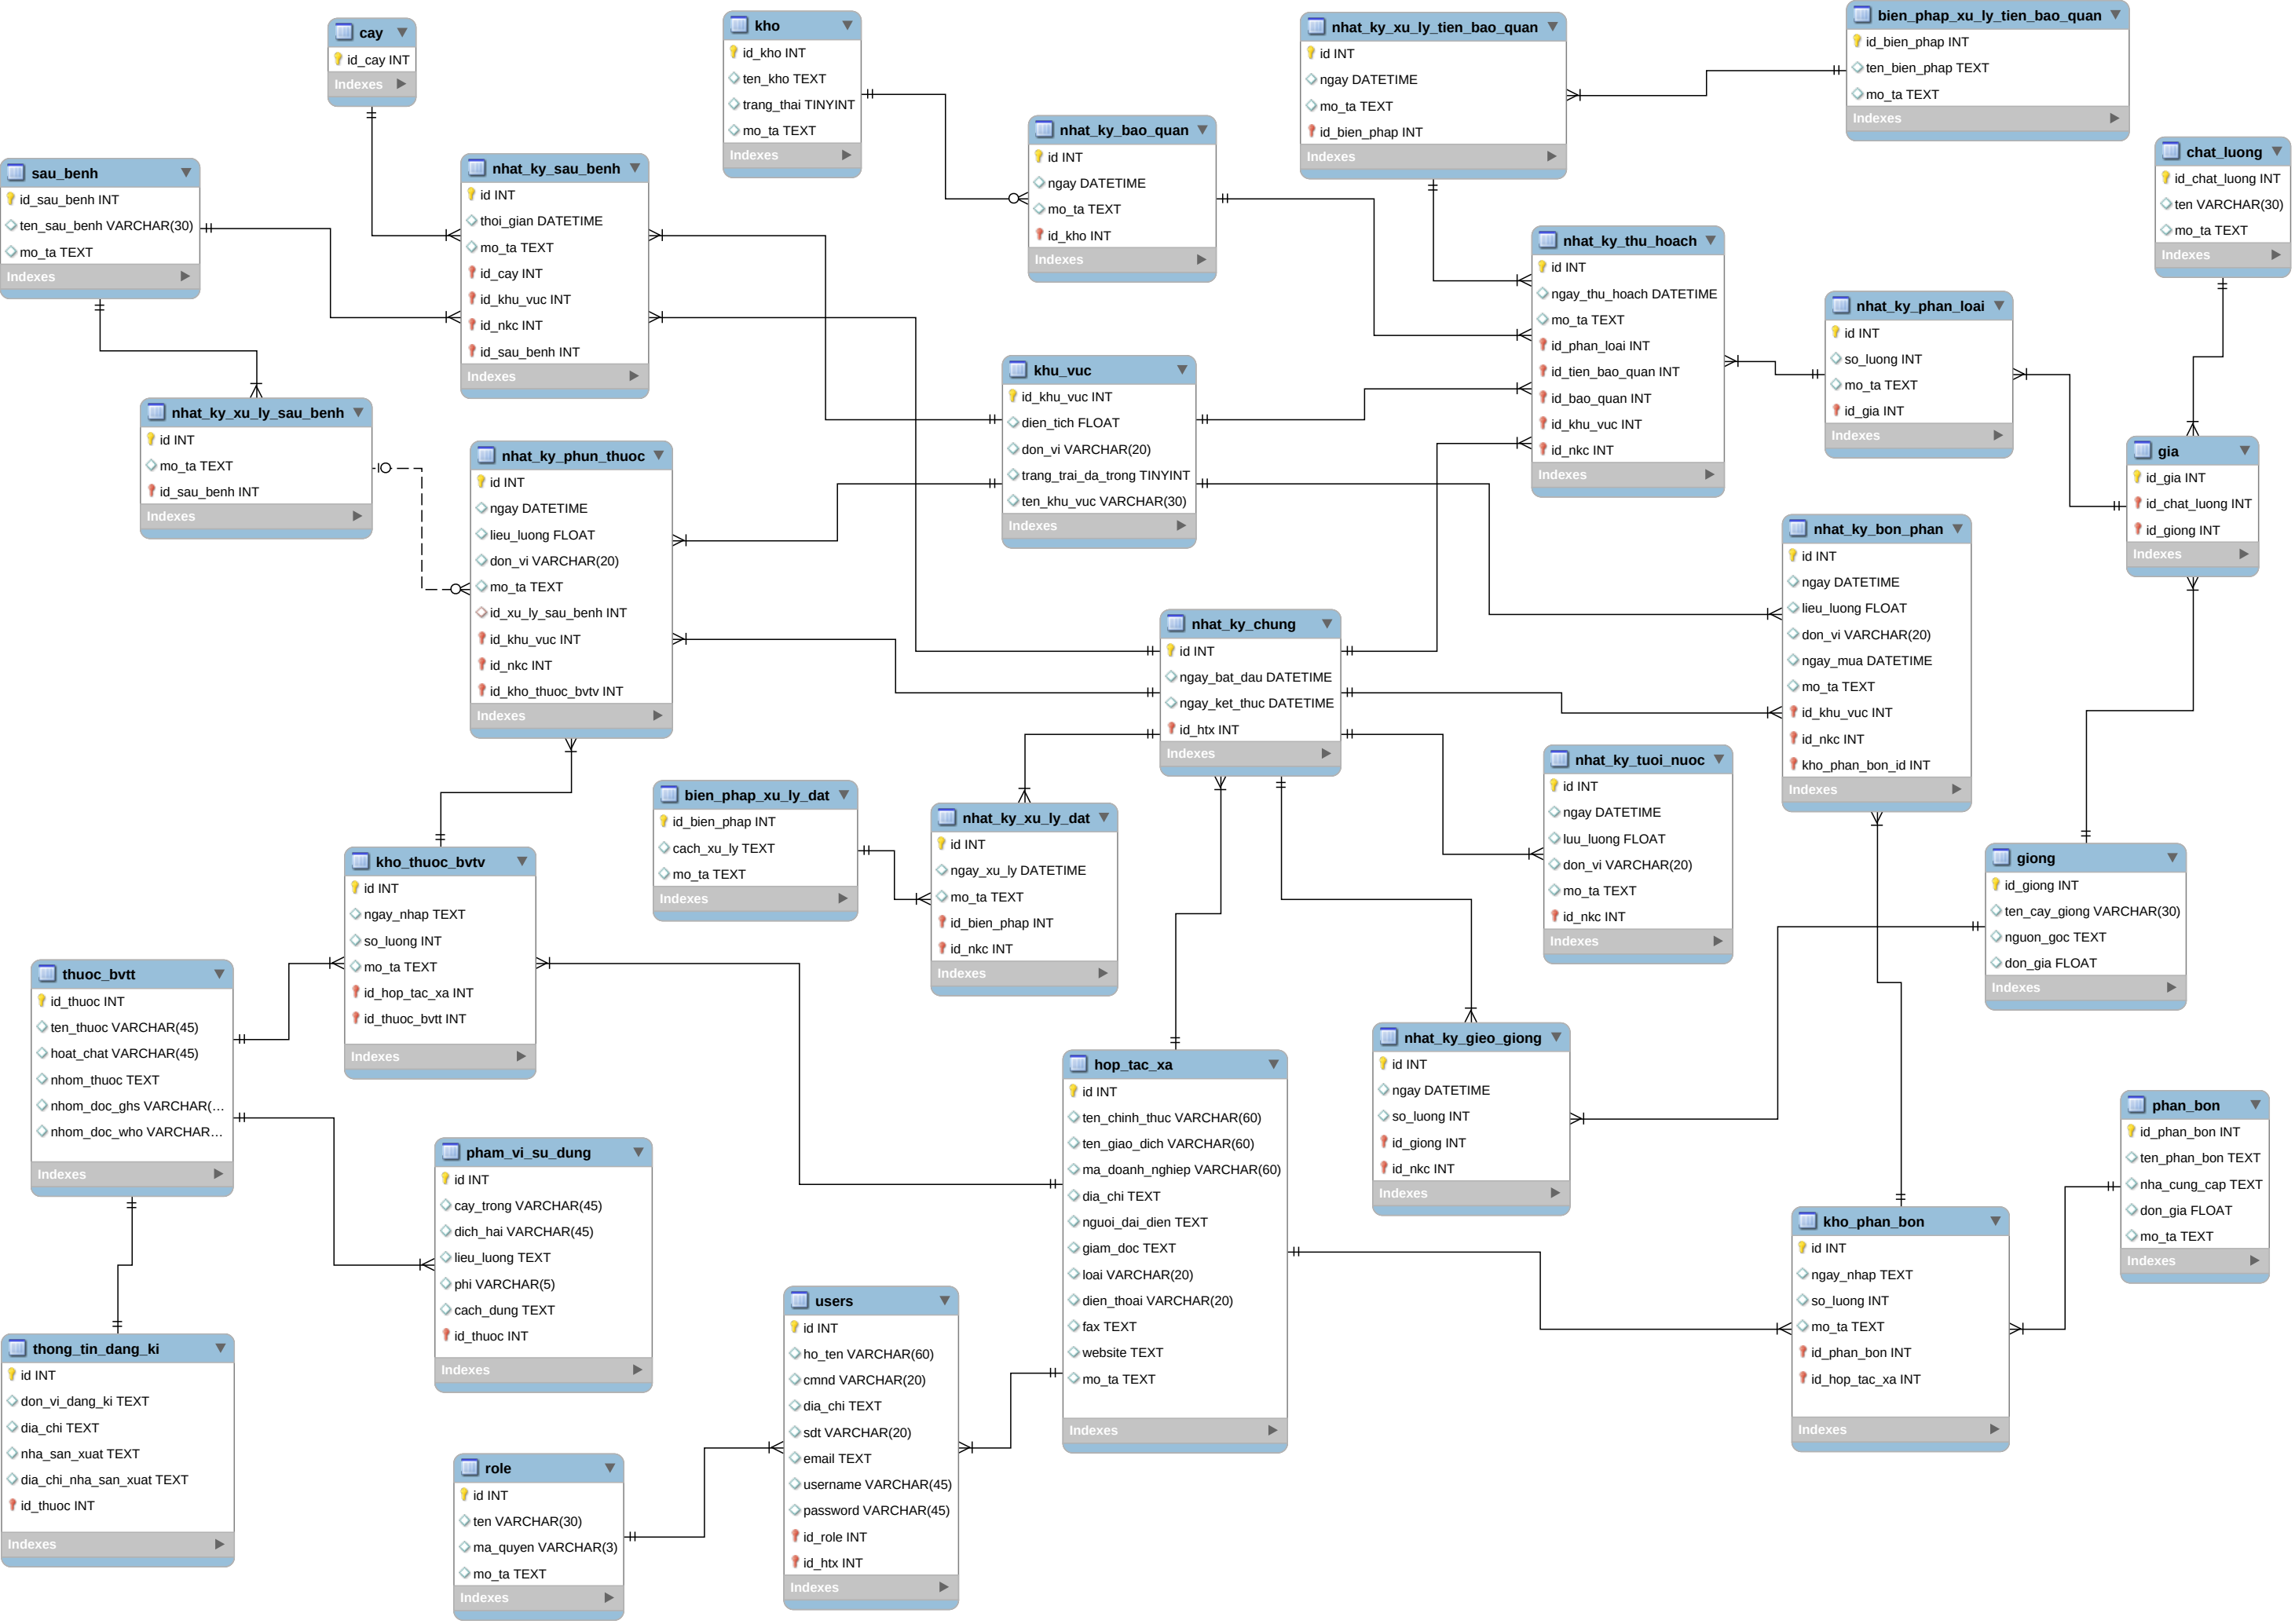 cay
id_cay INT
Indexes
kho
id_kho INT
ten_kho TEXT
trang_thai TINYINT
mo_ta TEXT
Indexes
nhat_ky_xu_ly_tien_bao_quan
id INT
ngay DATETIME
mo_ta TEXT
id_bien_phap INT
Indexes
bien_phap_xu_ly_tien_bao_quan
id_bien_phap INT
ten_bien_phap TEXT
mo_ta TEXT
Indexes
sau_benh
id_sau_benh INT
ten_sau_benh VARCHAR(30)
mo_ta TEXT
Indexes
nhat_ky_sau_benh
id INT
thoi_gian DATETIME
mo_ta TEXT
id_cay INT
id_khu_vuc INT
id_nkc INT
id_sau_benh INT
Indexes
nhat_ky_bao_quan
id INT
ngay DATETIME
mo_ta TEXT
id_kho INT
Indexes
chat_luong
id_chat_luong INT
ten VARCHAR(30)
mo_ta TEXT
Indexes
nhat_ky_thu_hoach
id INT
ngay_thu_hoach DATETIME
mo_ta TEXT
id_phan_loai INT
id_tien_bao_quan INT
id_bao_quan INT
id_khu_vuc INT
id_nkc INT
Indexes
nhat_ky_phan_loai
id INT
so_luong INT
mo_ta TEXT
id_gia INT
Indexes
khu_vuc
id_khu_vuc INT
dien_tich FLOAT
don_vi VARCHAR(20)
trang_trai_da_trong TINYINT
ten_khu_vuc VARCHAR(30)
Indexes
nhat_ky_xu_ly_sau_benh
id INT
mo_ta TEXT
id_sau_benh INT
Indexes
nhat_ky_phun_thuoc
id INT
ngay DATETIME
lieu_luong FLOAT
don_vi VARCHAR(20)
mo_ta TEXT
id_xu_ly_sau_benh INT
id_khu_vuc INT
id_nkc INT
id_kho_thuoc_bvtv INT
Indexes
gia
id_gia INT
id_chat_luong INT
id_giong INT
Indexes
nhat_ky_bon_phan
id INT
ngay DATETIME
lieu_luong FLOAT
don_vi VARCHAR(20)
ngay_mua DATETIME
mo_ta TEXT
id_khu_vuc INT
id_nkc INT
kho_phan_bon_id INT
Indexes
nhat_ky_chung
id INT
ngay_bat_dau DATETIME
ngay_ket_thuc DATETIME
id_htx INT
Indexes
nhat_ky_tuoi_nuoc
id INT
ngay DATETIME
luu_luong FLOAT
don_vi VARCHAR(20)
mo_ta TEXT
id_nkc INT
Indexes
bien_phap_xu_ly_dat
id_bien_phap INT
cach_xu_ly TEXT
mo_ta TEXT
Indexes
nhat_ky_xu_ly_dat
id INT
ngay_xu_ly DATETIME
mo_ta TEXT
id_bien_phap INT
id_nkc INT
Indexes
kho_thuoc_bvtv
id INT
ngay_nhap TEXT
so_luong INT
mo_ta TEXT
id_hop_tac_xa INT
id_thuoc_bvtt INT
Indexes
giong
id_giong INT
ten_cay_giong VARCHAR(30)
nguon_goc TEXT
don_gia FLOAT
Indexes
thuoc_bvtt
id_thuoc INT
ten_thuoc VARCHAR(45)
hoat_chat VARCHAR(45)
nhom_thuoc TEXT
nhom_doc_ghs VARCHAR(...
nhom_doc_who VARCHAR...
Indexes
nhat_ky_gieo_giong
id INT
ngay DATETIME
so_luong INT
id_giong INT
id_nkc INT
Indexes
hop_tac_xa
id INT
ten_chinh_thuc VARCHAR(60)
ten_giao_dich VARCHAR(60)
ma_doanh_nghiep VARCHAR(60)
dia_chi TEXT
nguoi_dai_dien TEXT
giam_doc TEXT
loai VARCHAR(20)
dien_thoai VARCHAR(20)
fax TEXT
website TEXT
mo_ta TEXT
Indexes
phan_bon
id_phan_bon INT
ten_phan_bon TEXT
nha_cung_cap TEXT
don_gia FLOAT
mo_ta TEXT
Indexes
pham_vi_su_dung
id INT
cay_trong VARCHAR(45)
dich_hai VARCHAR(45)
lieu_luong TEXT
phi VARCHAR(5)
cach_dung TEXT
id_thuoc INT
Indexes
kho_phan_bon
id INT
ngay_nhap TEXT
so_luong INT
mo_ta TEXT
id_phan_bon INT
id_hop_tac_xa INT
Indexes
users
id INT
ho_ten VARCHAR(60)
cmnd VARCHAR(20)
dia_chi TEXT
sdt VARCHAR(20)
email TEXT
username VARCHAR(45)
password VARCHAR(45)
id_role INT
id_htx INT
Indexes
thong_tin_dang_ki
id INT
don_vi_dang_ki TEXT
dia_chi TEXT
nha_san_xuat TEXT
dia_chi_nha_san_xuat TEXT
id_thuoc INT
Indexes
role
id INT
ten VARCHAR(30)
ma_quyen VARCHAR(3)
mo_ta TEXT
Indexes